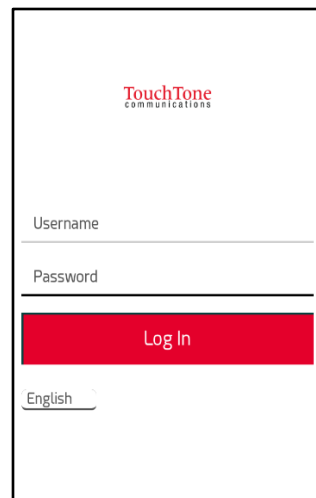 TouchTone
communications
Username
Password
Log In
English